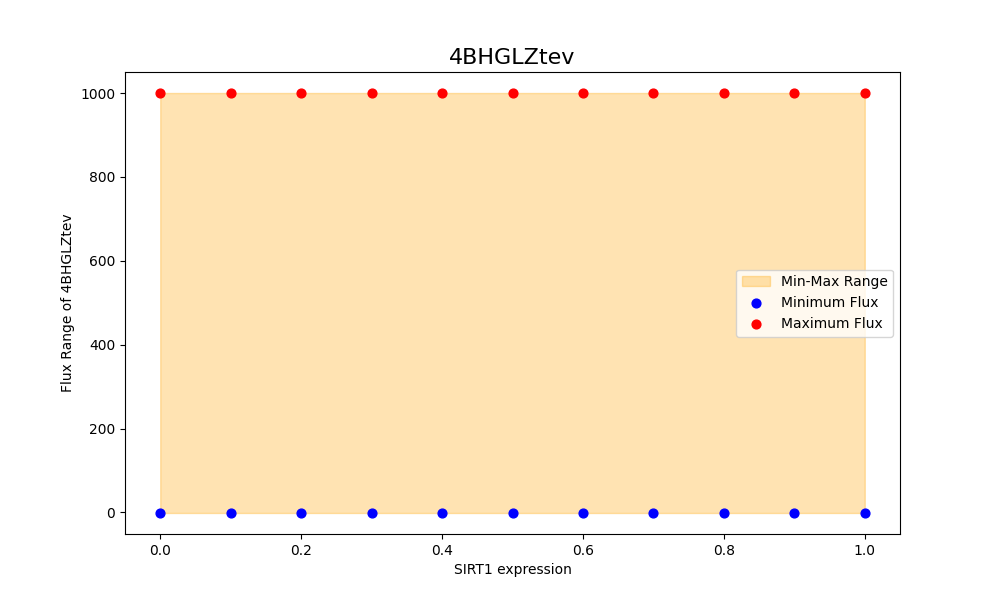 4BHGLZtev
Flux Range of 4BHGLZtev
1000
800
600
400
200
0
Min-Max Range
Minimum Flux
Maximum Flux
0.0 0.2 0.4 0.6 0.8 1.0
SIRT1 expression